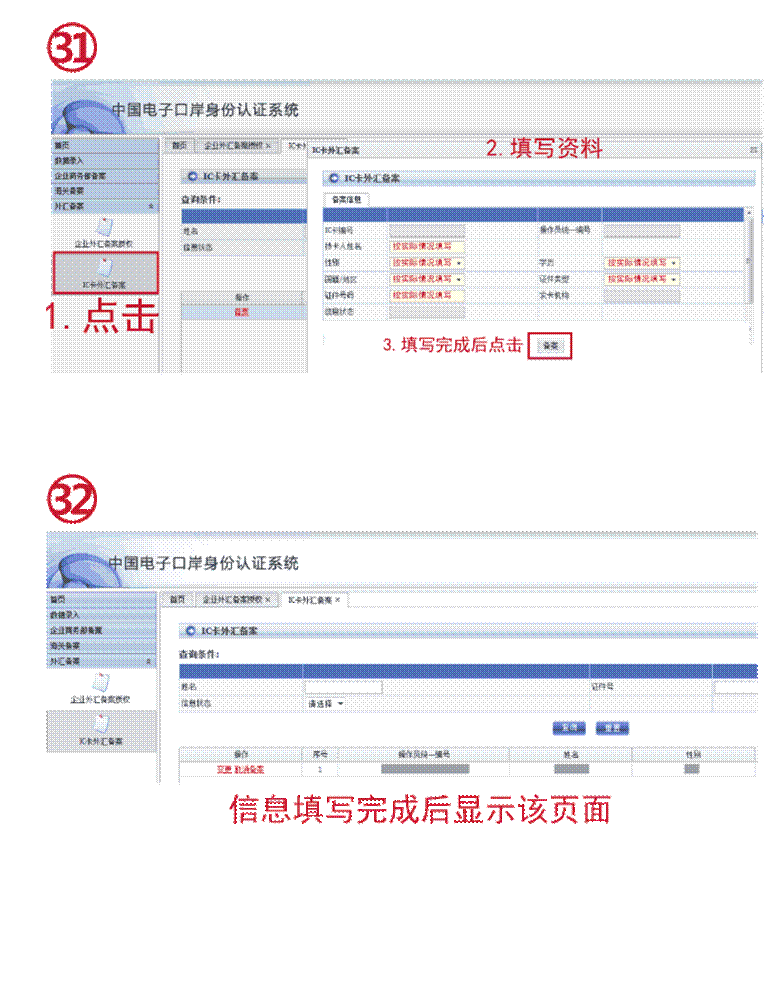 31
中国电子口岸身份认证系统
首页
数据录入
企业商务部备案
海关备案
外汇备案
企业外汇备案授权
IC卡外汇备案
1.点击
首页 企业外汇备案授权 × IC卡
IC卡外汇备案
查询条件:
姓名
信息状态
操作
备案
IC卡外汇备案
2.填写资料
IC卡外汇备案
备案信息
IC卡编号 操作员统一编号
持卡人姓名 按实际情况填写
性别 按实际情况填写 学历 按实际情况填写
国籍/地区 按实际情况填写 证件类型 按实际情况填写
证件号码 按实际情况填写 发卡机构
信息状态
3.填写完成后点击 备案
32
中国电子口岸身份认证系统
首页
数据录入
企业商务部备案
海关备案
外汇备案
企业外汇备案授权
IC卡外汇备案
首页 企业外汇备案授权 × IC卡外汇备案 ×
IC卡外汇备案
查询条件:
姓名 证件号
信息状态 请选择
查询 重置
操作 序号 操作员统一编号 姓名 性别
变更 取消备案 1
信息填写完成后显示该页面